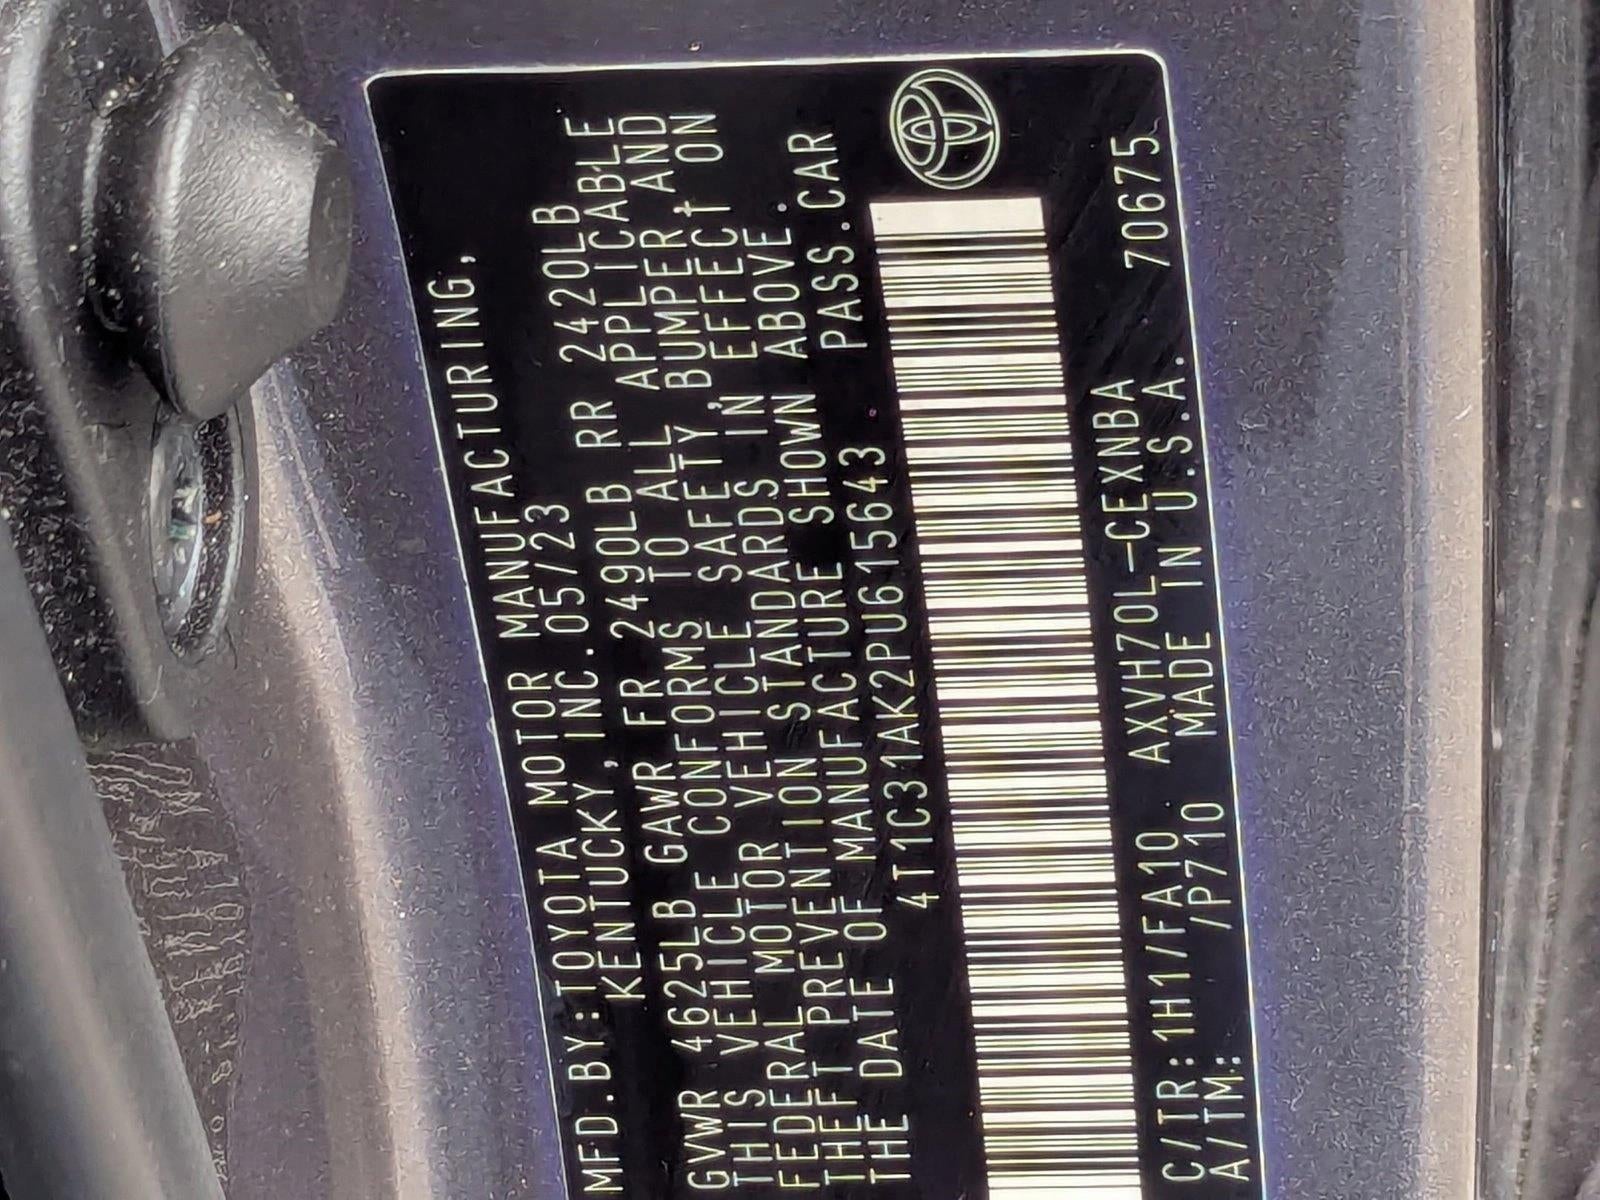 MFD.BY:TOYOTA MOTOR MANUFACTURING,
KENTUCKY, INC. 05/23
GVWR 4625LB GAWR FR 2490LB RR 2420LB
THIS VEHICLE CONFORMS TO ALL APPLICABLE
FEDERAL MOTOR VEHICLE SAFETY, BUMPER, AND
THEFT PREVENTION STANDARDS IN EFFECT ON
THE DATE OF MANUFACTURE SHOWN ABOVE.
4T1C31AK2PU615643 PASS.CAR
C/TR:1H1/FA10 AXVH70L-CEXNBA 70675
A/TM: /P710 MADE IN U.S.A.